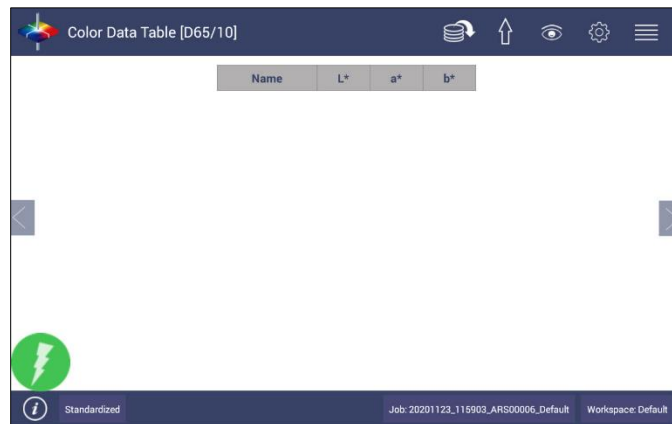 Color Data Table [D65/10]
Name L* a* b*
i Standardized Job: 20201123_115903_ARS00006_Default Workspace: Default